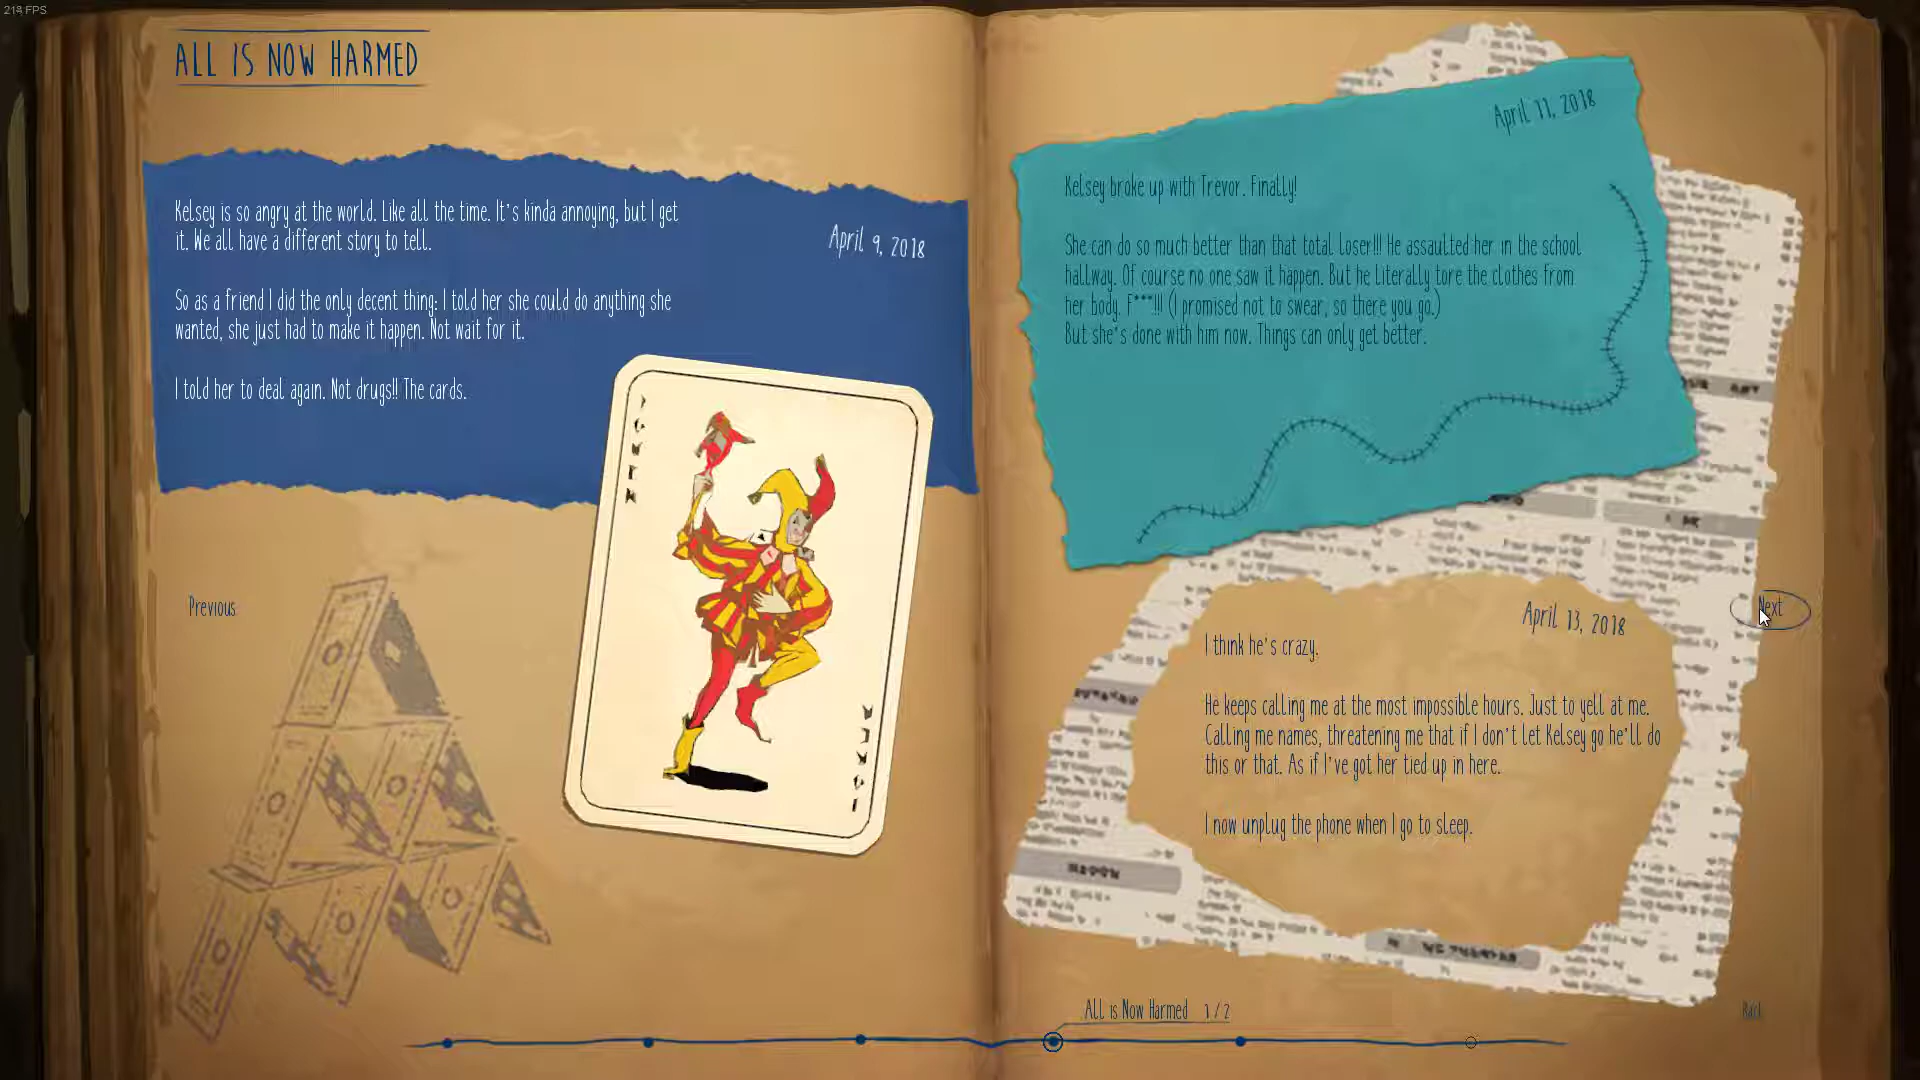 219 FPS
ALL IS NOW HARMED
Kelsey is so angry at the world. Like all the time. It's kinda annoying, but I get
it. We all have a different story to tell.
April 9, 2018
So as a friend I did the only decent thing: I told her she could do anything she
wanted, she just had to make it happen. Not wait for it.
I told her to deal again. Not drugs!! The cards.
Previous
April 11, 2018
Kelsey broke up with Trevor. Finally!
She can do so much better than that total loser!!! He assaulted her in the school
hallway. Of course no one saw it happen. But he literally tore the clothes from
her body. F***!!! (I promised not to swear, so there you go.)
But she's done with him now. Things can only get better.
April 13, 2018
I think he's crazy.
He keeps calling me at the most impossible hours. Just to yell at me.
Calling me names, threatening me that if I don't let Kelsey go he'll do
this or that. As if I've got her tied up in here.
I now unplug the phone when I go to sleep.
Next
All is Now Harmed 1 / 2
Back